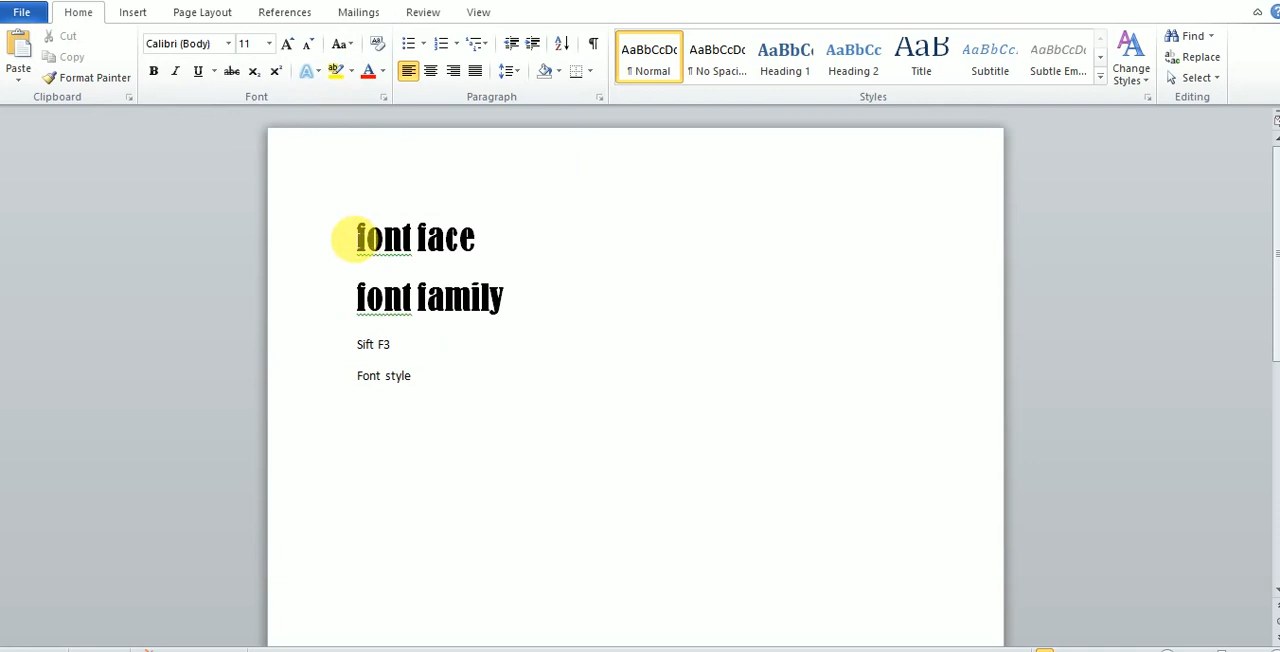 File Home Insert Page Layout References Mailings Review View
Paste
Cut
Copy
Format Painter
Clipboard
Calibri (Body) 11
Font
Paragraph
AaBbCcDc AaBbCcDc AaBbC AaBbCc AaB AaBbCc. AaBbCcDc
¶ Normal ¶ No Spaci... Heading 1 Heading 2 Title Subtitle Subtle Em...
Change
Styles
Styles
Find
Replace
Select
Editing
font face
font family
Sift F3
Font style